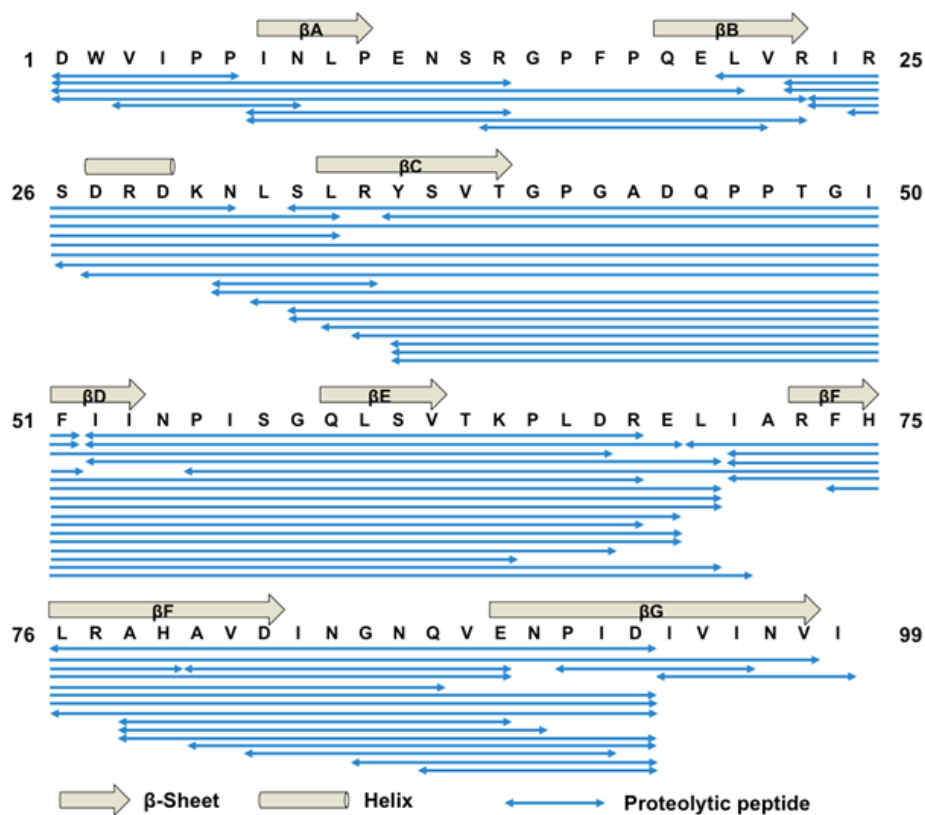 βA βB
1 D W V I P P I N L P E N S R G P F P Q E L V R I R 25
βC
26 S D R D K N L S L R Y S V T G P G A D Q P P T G I 50
βD βE βF
51 F I I N P I S G Q L S V T K P L D R E L I A R F H 75
βF βG
76 L R A H A V D I N G N Q V E N P I D I V I N V I 99
β-Sheet Helix Proteolytic peptide